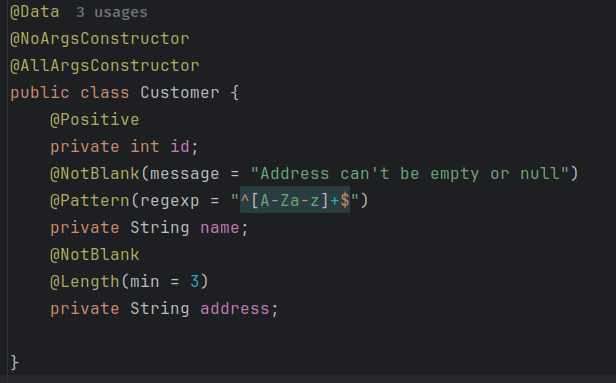 @Data 3 usages
@NoArgsConstructor
@AllArgsConstructor
public class Customer {
@Positive
private int id;
@NotBlank(message = "Address can't be empty or null")
@Pattern(regexp = "^[A-Za-z]+$")
private String name;
@NotBlank
@Length(min = 3)
private String address;
}